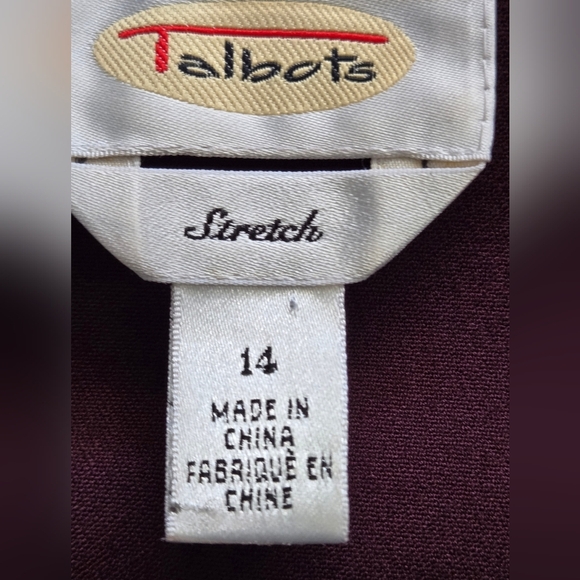 Talbots
Stretch
14
MADE IN
CHINA
FABRIQUÈ EN
CHINE